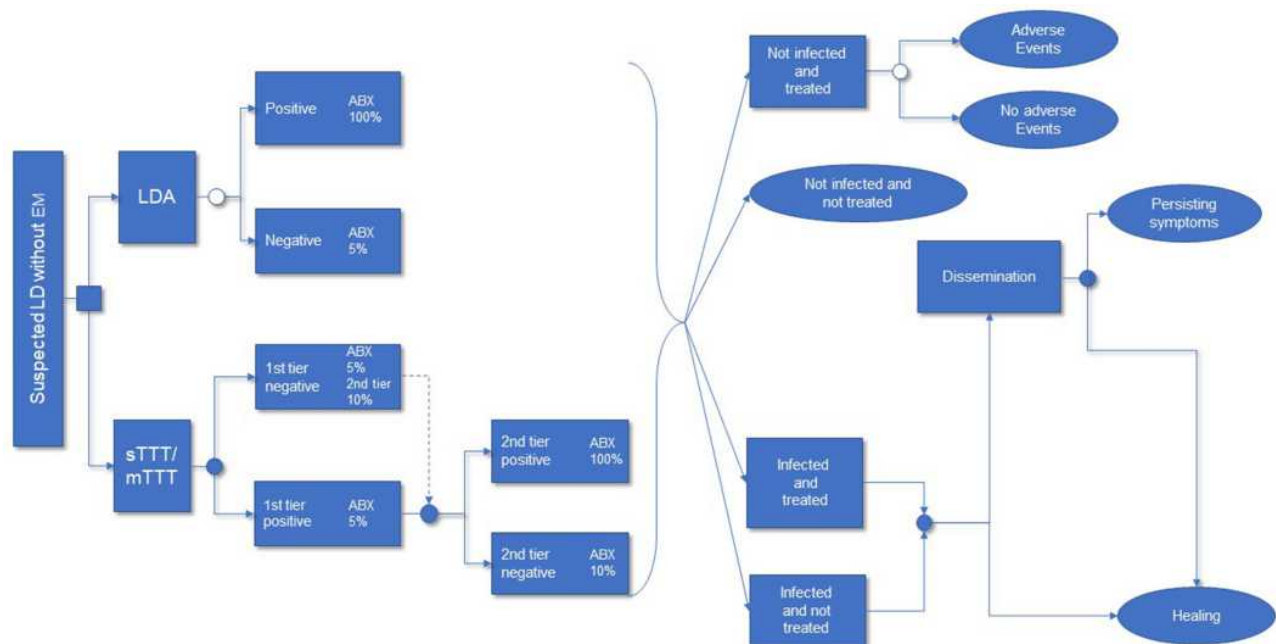 Suspected LD without EM
LDA
Positive ABX
100%
Negative ABX
5%
sTTT/
mTTT
1st tier
negative
ABX
5%
2nd tier
10%
1st tier
positive
ABX
5%
2nd tier
positive
ABX
100%
2nd tier
negative
ABX
10%
Not infected
and
treated
Adverse
Events
No adverse
Events
Not infected and
not treated
Persisting
symptoms
Dissemination
Infected
and
treated
Infected
and not
treated
Healing